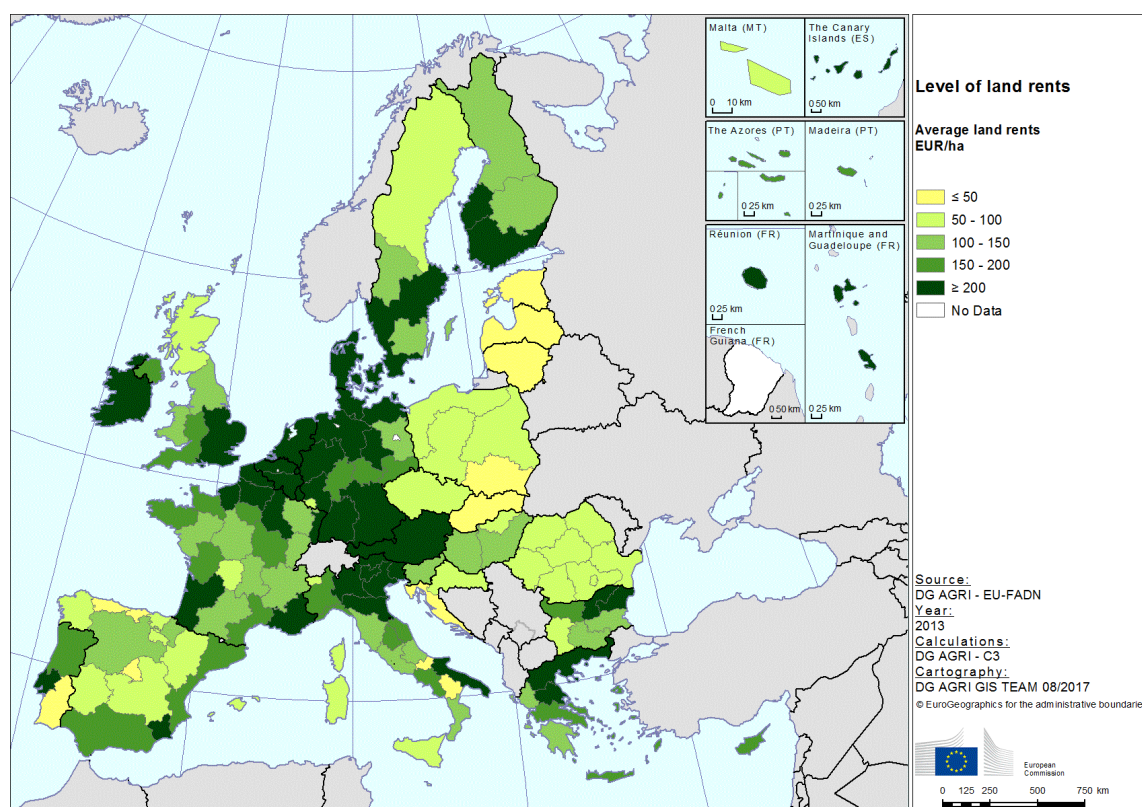 Malta (MT)
0 10 km
The Canary
Islands (ES)
0 50 km
The Azores (PT)
0 25 km
Madeira (PT)
0 25 km
Réunion (FR)
0 25 km
Martinique and
Guadeloupe (FR)
0 25 km
French
Guiana (FR)
0 50 km
Level of land rents
Average land rents
EUR/ha
≤ 50
50 - 100
100 - 150
150 - 200
≥ 200
No Data
Source:
DG AGRI - EU-FADN
Year:
2013
Calculations:
DG AGRI - C3
Cartography:
DG AGRI GIS TEAM 08/2017
© EuroGeographics for the administrative boundarie
European
Commission
0 125 250 500 750 km